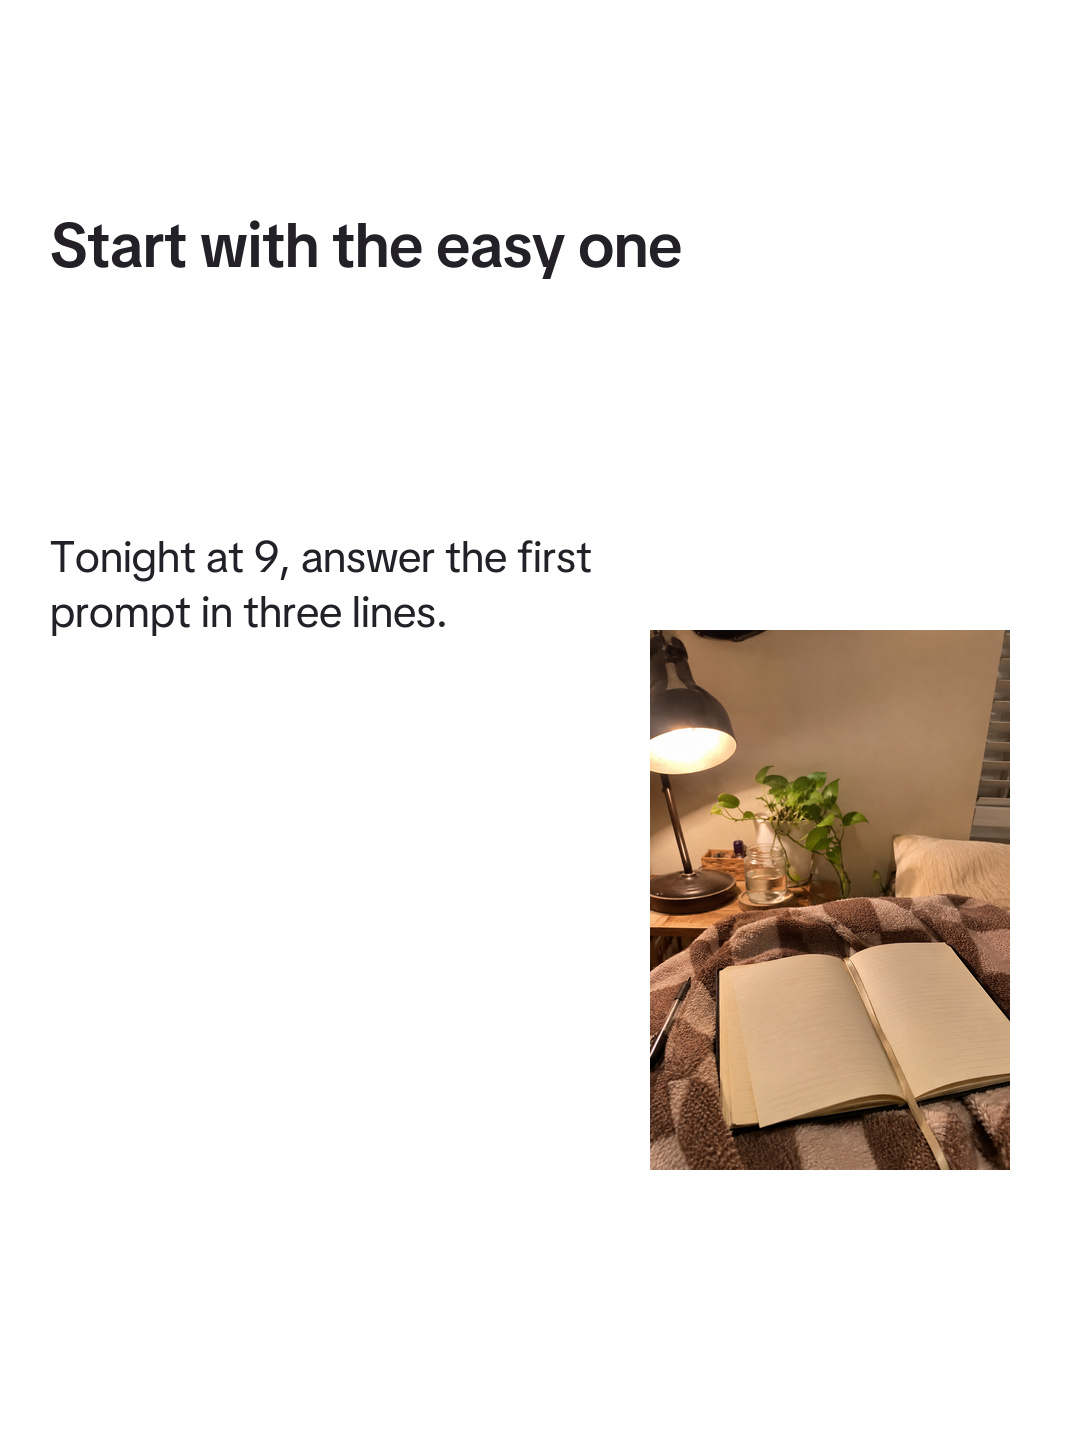 Start with the easy one
Tonight at 9, answer the first
prompt in three lines.